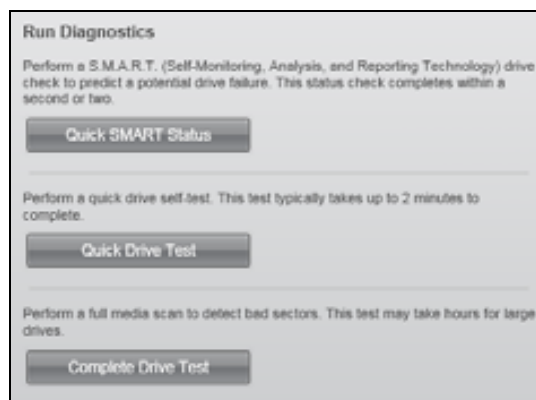 Run Diagnostics
Perform a S.M.A.R.T. (Self-Monitoring, Analysis, and Reporting Technology) drive
check to predict a potential drive failure. This status check completes within a
second or two.
Quick SMART Status
Perform a quick drive self-test. This test typically takes up to 2 minutes to
complete.
Quick Drive Test
Perform a full media scan to detect bad sectors. This test may take hours for large
drives.
Complete Drive Test